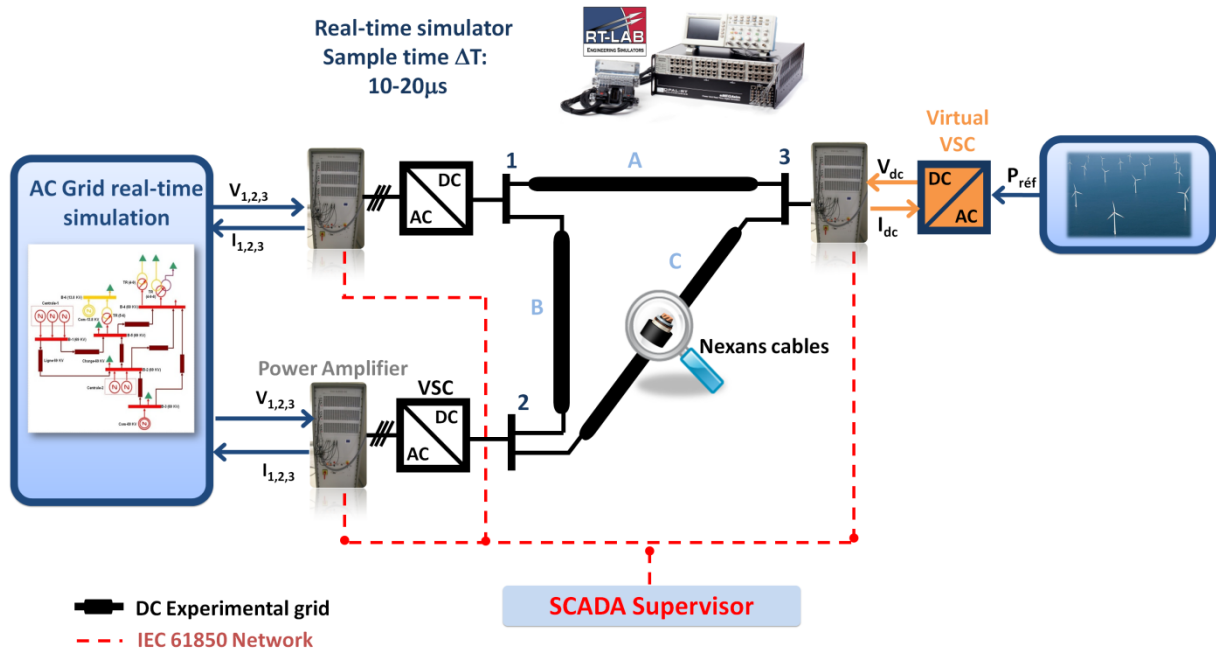 Real-time simulator
Sample time ΔT:
10-20µs
RT-LAB
ENGINEERING SIMULATORS
OPAL-RT
AC Grid real-time
simulation
V1,2,3
I1,2,3
DC
AC
1
A
3
Vdc
Idc
Virtual
VSC
DC
AC
Préf
B
C
Nexans cables
Power Amplifier
V1,2,3
I1,2,3
VSC
DC
AC
2
SCADA Supervisor
DC Experimental grid
IEC 61850 Network